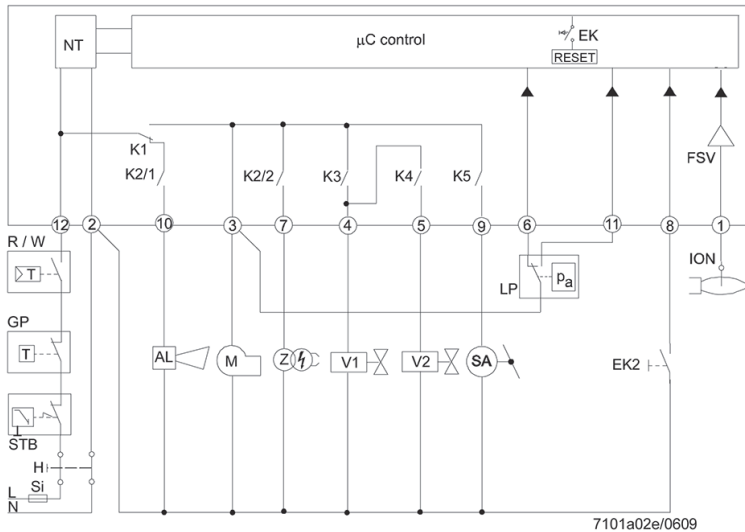 NT
μC control
EK
RESET
FSV
K1
K2/1
K2/2
K3
K4
K5
12
2
10
3
7
4
5
9
6
11
8
1
R / W
T
GP
T
STB
H
Si
L
N
AL
M
Z
V1
V2
SA
LP
Pa
ION
EK2
7101a02e/0609